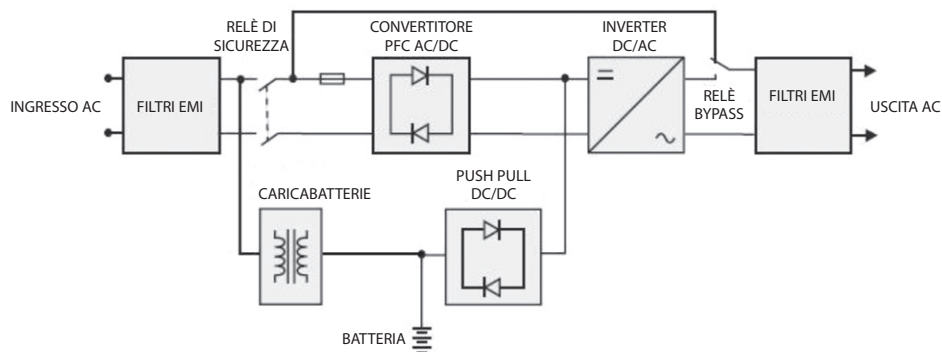 RELÈ DI
SICUREZZA
CONVERTITORE
PFC AC/DC
INVERTER
DC/AC
INGRESSO AC
FILTRI EMI
RELÈ
BYPASS
FILTRI EMI
USCITA AC
CARICABATTERIE
PUSH PULL
DC/DC
BATTERIA